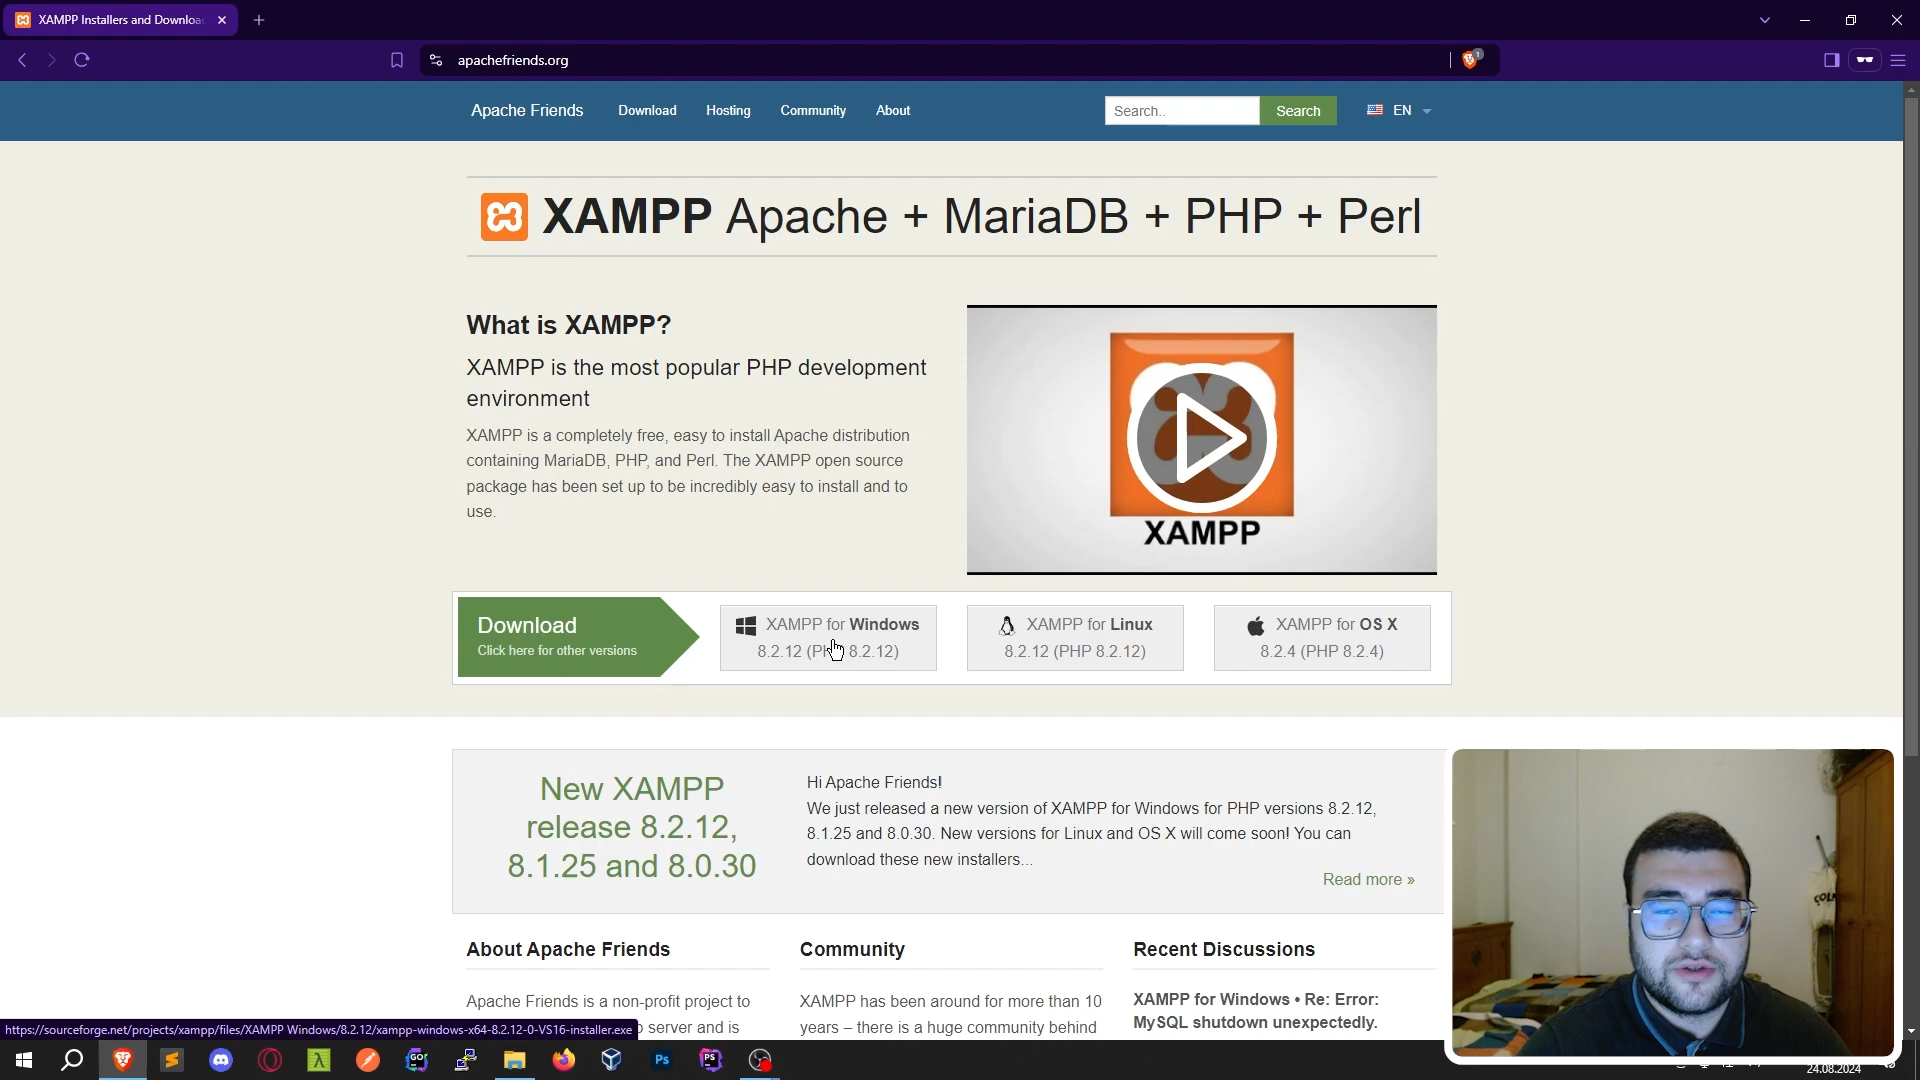 XAMPP Installers and Downloa
apachefriends.org
1
Apache Friends
Download
Hosting
Community
About
Search..
Search
EN
XAMPP Apache + MariaDB + PHP + Perl
What is XAMPP?
XAMPP is the most popular PHP development
environment
XAMPP is a completely free, easy to install Apache distribution
containing MariaDB, PHP, and Perl. The XAMPP open source
package has been set up to be incredibly easy to install and to
use.
XAMPP
Download
Click here for other versions
XAMPP for Windows
8.2.12 (PHP 8.2.12)
XAMPP for Linux
8.2.12 (PHP 8.2.12)
XAMPP for OS X
8.2.4 (PHP 8.2.4)
New XAMPP
release 8.2.12,
8.1.25 and 8.0.30
Hi Apache Friends!
We just released a new version of XAMPP for Windows for PHP versions 8.2.12,
8.1.25 and 8.0.30. New versions for Linux and OS X will come soon! You can
download these new installers...
Read more »
About Apache Friends
Apache Friends is a non-profit project to
server and is
Community
XAMPP has been around for more than 10
years – there is a huge community behind
Recent Discussions
XAMPP for Windows • Re: Error:
MySQL shutdown unexpectedly.
https://sourceforge.net/projects/xampp/files/XAMPP Windows/8.2.12/xampp-windows-x64-8.2.12-0-VS16-installer.exe
GO
Ps
PS
24.08.2024